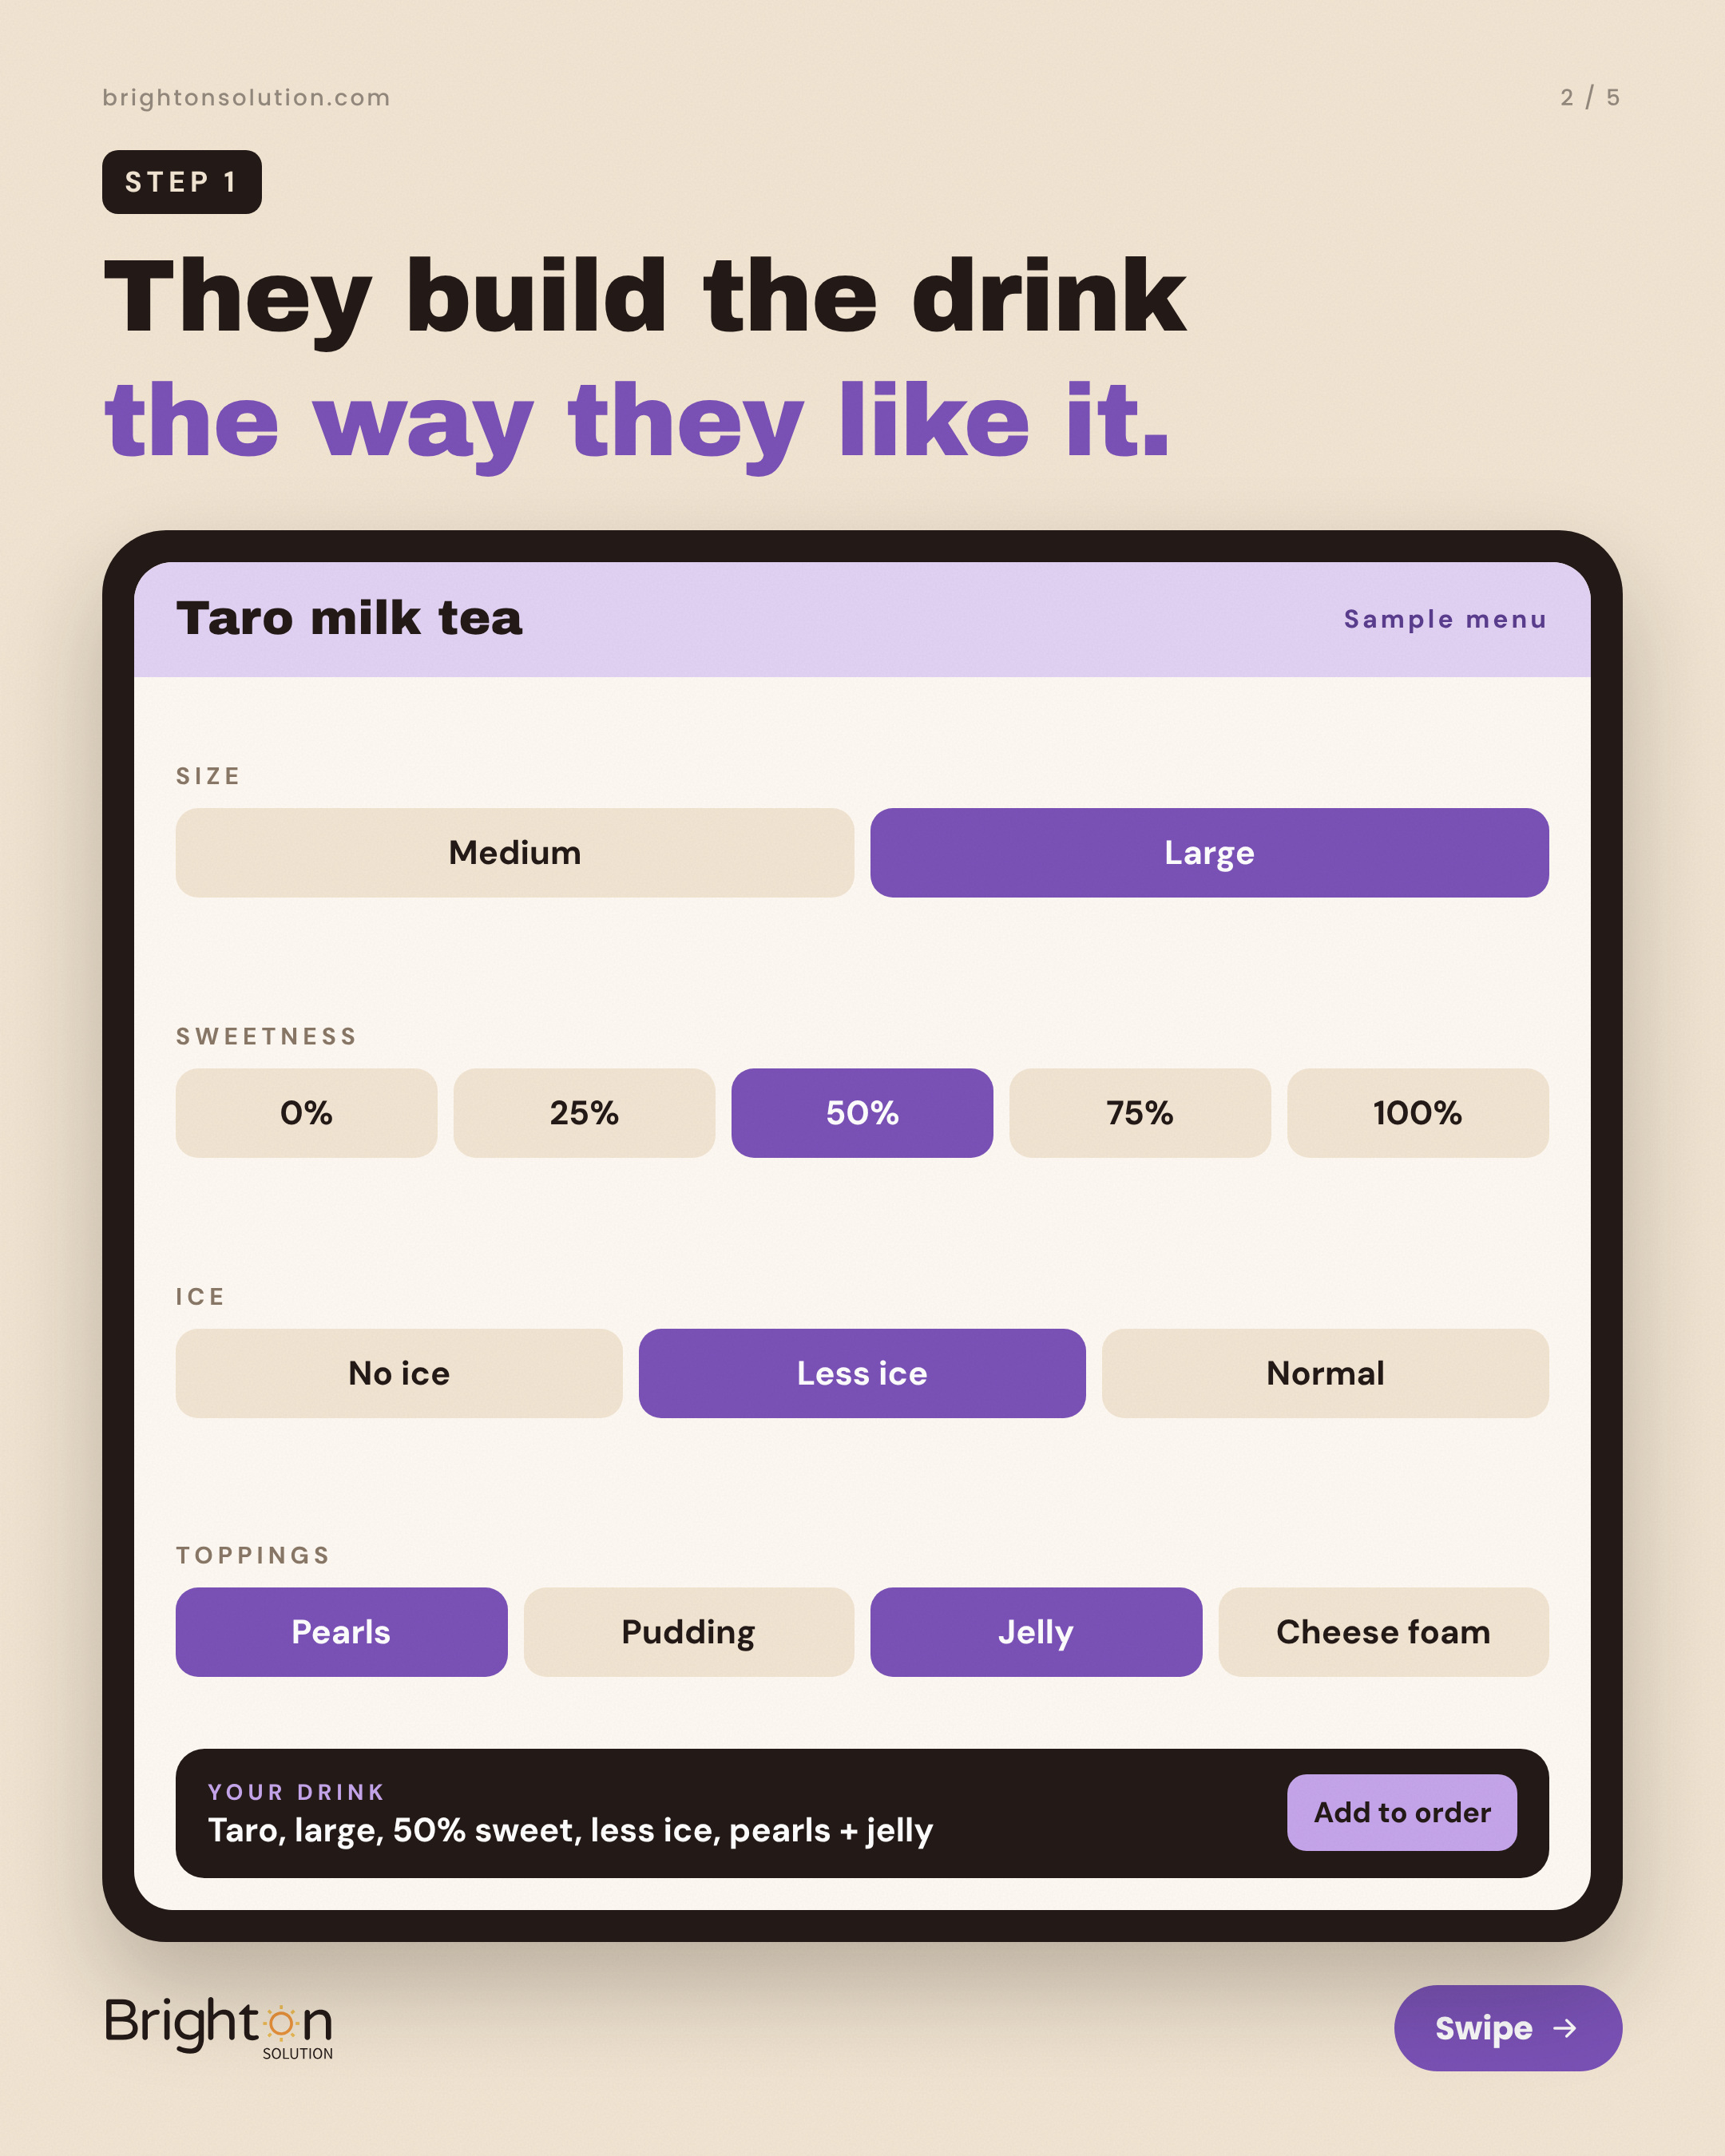 brightonsolution.com
2 / 5
STEP 1
They build the drink
the way they like it.
Taro milk tea
Sample menu
SIZE
Medium
Large
SWEETNESS
0%
25%
50%
75%
100%
ICE
No ice
Less ice
Normal
TOPPINGS
Pearls
Pudding
Jelly
Cheese foam
YOUR DRINK
Taro, large, 50% sweet, less ice, pearls + jelly
Add to order
Brighton
SOLUTION
Swipe →